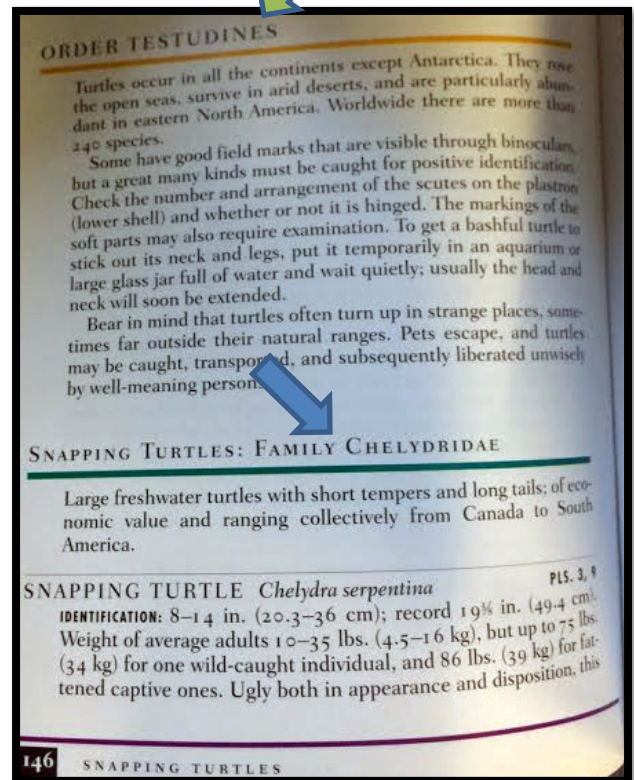 ORDER TESTUDINES
Turtles occur in all the continents except Antarctica. They rove
the open seas, survive in arid deserts, and are particularly abun-
dant in eastern North America. Worldwide there are more than
240 species.
Some have good field marks that are visible through binoculars,
but a great many kinds must be caught for positive identification.
Check the number and arrangement of the scutes on the plastron
(lower shell) and whether or not it is hinged. The markings of the
soft parts may also require examination. To get a bashful turtle to
stick out its neck and legs, put it temporarily in an aquarium or
large glass jar full of water and wait quietly; usually the head and
neck will soon be extended.
Bear in mind that turtles often turn up in strange places, some-
times far outside their natural ranges. Pets escape, and turtles
may be caught, transported, and subsequently liberated unwisely
by well-meaning person
SNAPPING TURTLES: FAMILY CHELYDRIDAE
Large freshwater turtles with short tempers and long tails; of eco-
nomic value and ranging collectively from Canada to South
America.
SNAPPING TURTLE Chelydra serpentina PLS. 3, 9
IDENTIFICATION: 8–14 in. (20.3–36 cm); record 19⅜ in. (49.4 cm).
Weight of average adults 10–35 lbs. (4.5–16 kg), but up to 75 lbs.
(34 kg) for one wild-caught individual, and 86 lbs. (39 kg) for fat-
tened captive ones. Ugly both in appearance and disposition, this
146 SNAPPING TURTLES